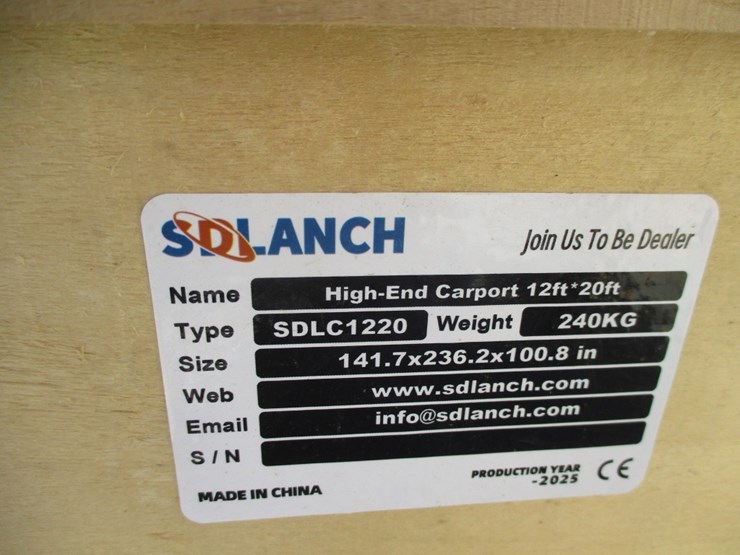 SDLANCH
Join Us To Be Dealer
Name High-End Carport 12ft*20ft
Type SDLC1220 Weight 240KG
Size 141.7x236.2x100.8 in
Web www.sdlanch.com
Email info@sdlanch.com
S/N
MADE IN CHINA
PRODUCTION YEAR
-2025 CE